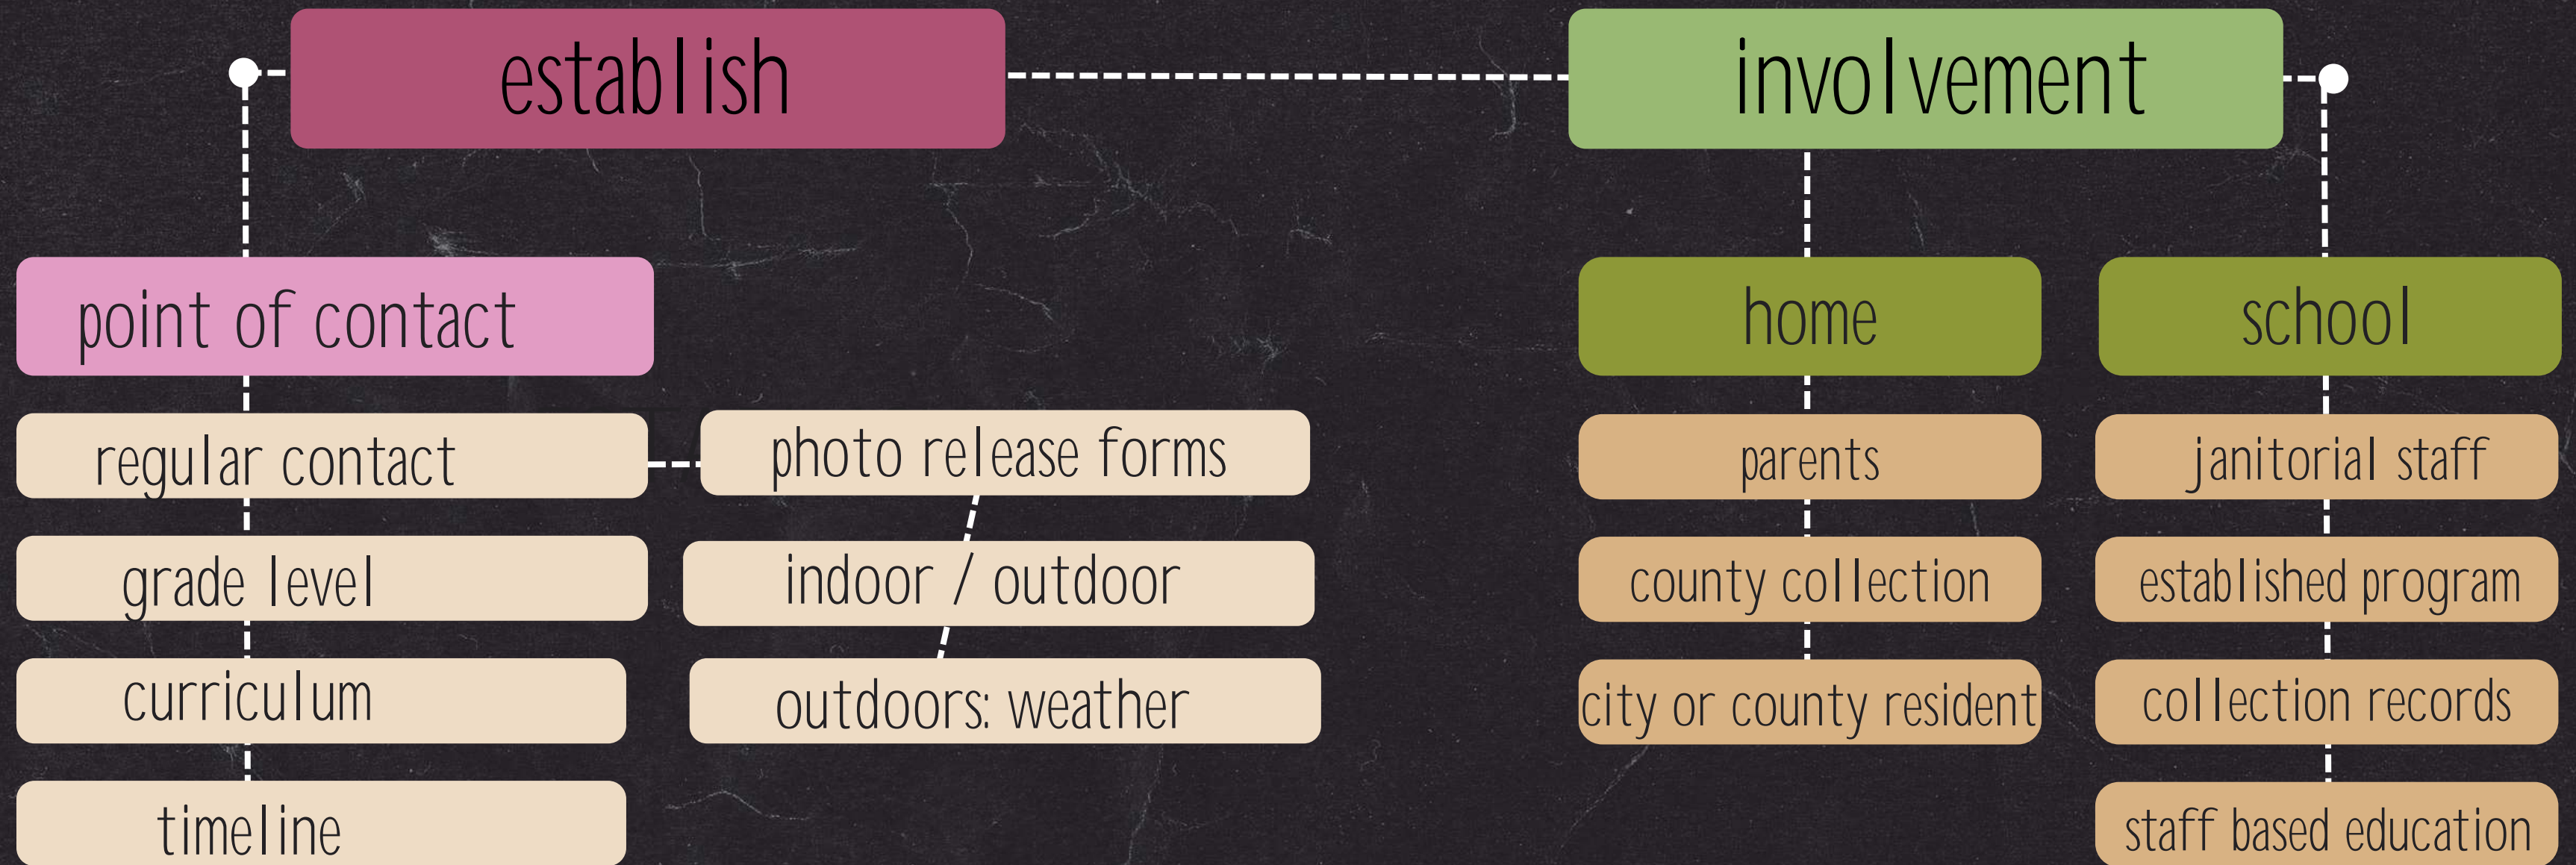 establish
involvement
point of contact
regular contact
grade level
curriculum
timeline
photo release forms
indoor / outdoor
outdoors: weather
home
parents
county collection
city or county resident
school
janitorial staff
established program
collection records
staff based education